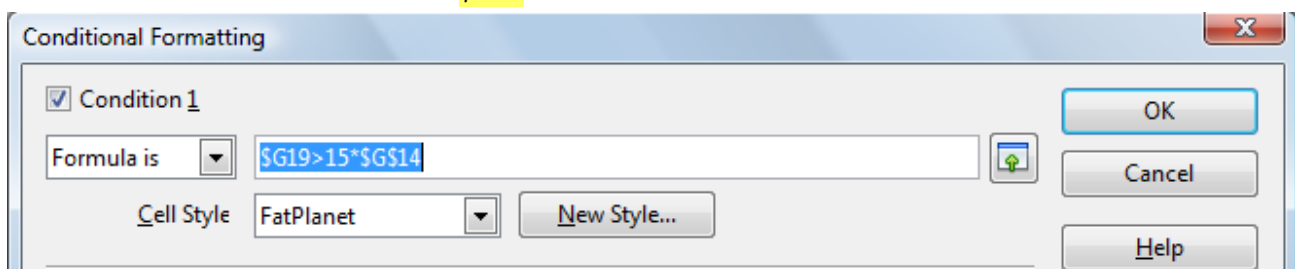 Conditional Formatting
Condition 1
OK
Formula is
$G19>15*$G$14
Cancel
Cell Style
FatPlanet
New Style...
Help